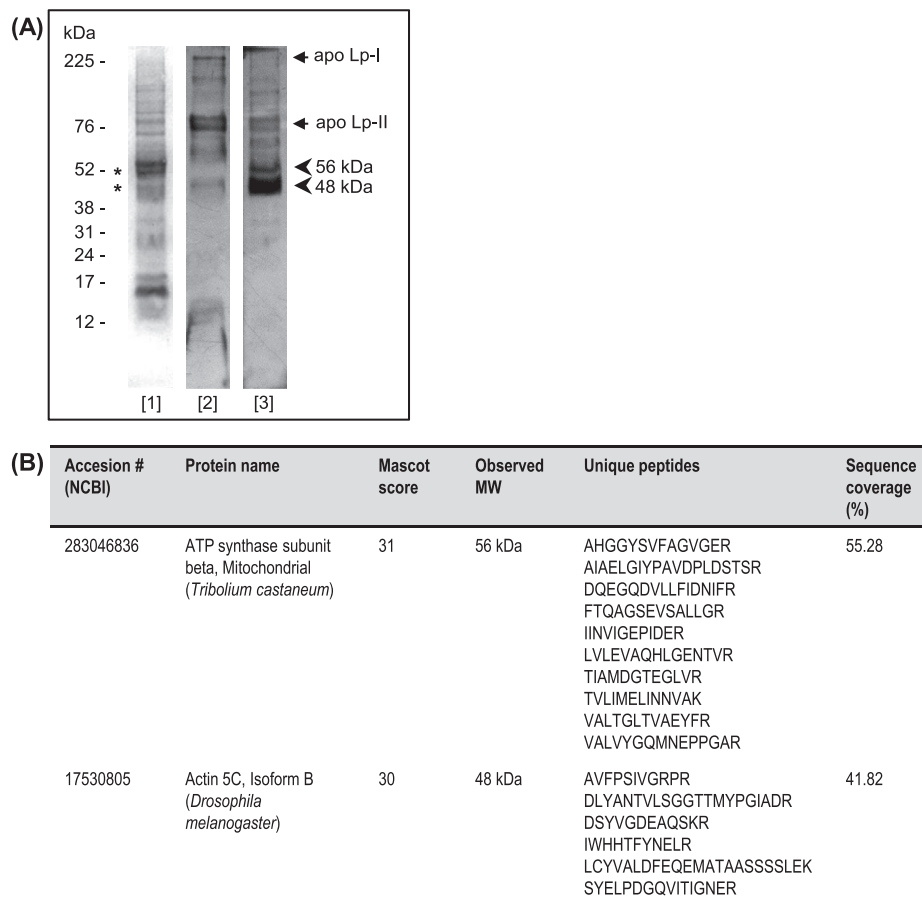 (A)
kDa
225 -
76 -
52 -
*
*
38 -
31 -
24 -
17 -
12 -
apo Lp-I
apo Lp-II
56 kDa
48 kDa
[1] [2] [3]
(B)
Accesion # (NCBI) Protein name Mascot score Observed MW Unique peptides Sequence coverage (%)
283046836 ATP synthase subunit 31 56 kDa AHGGYSVFAGVGER 55.28
beta, Mitochondrial AIAELGIYPAVDPLDSTSR
(Tribolium castaneum) DQEGQDVLLFIDNIFR
FTQAGSEVSALLGR
IINVIGEPIDER
LVLEVAQHLGENTVR
TIAMDGTEGLVR
TVLIMELINNVAK
VALTGLTVAEYFR
VALVYGQMNEPPGAR
17530805 Actin 5C, Isoform B 30 48 kDa AVFPSIVGRPR 41.82
(Drosophila DLYANTVLSGGTTMYPGIADR
melanogaster) DSYVGDEAQSKR
IWHHTFYNELR
LCYVALDFEQEMATAASSSSLEK
SYELPDGQVITIGNER